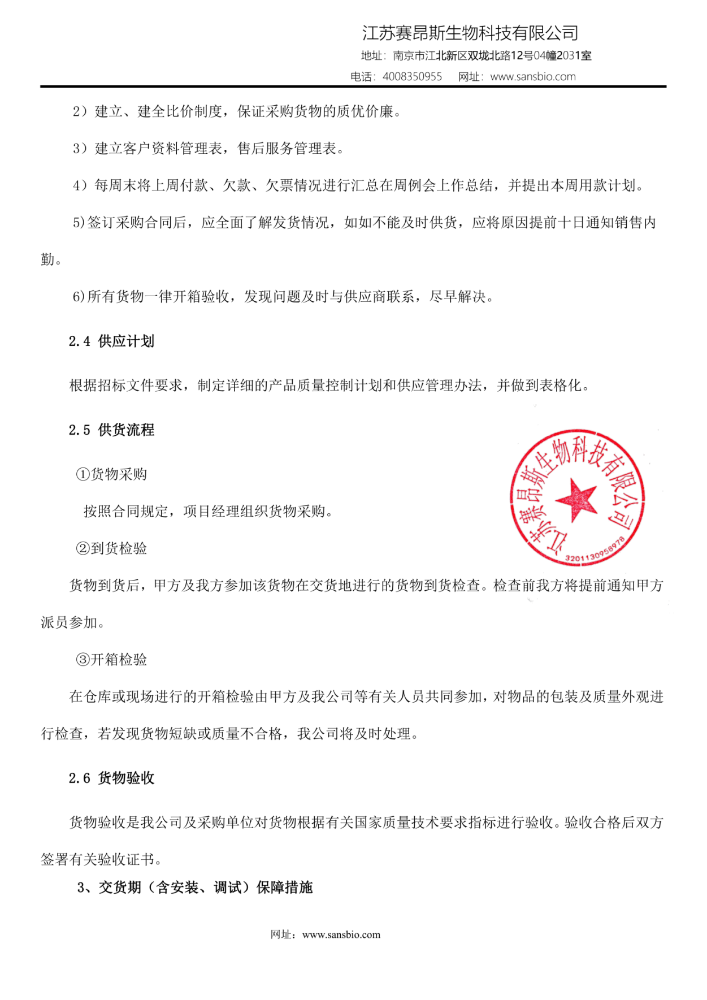 江苏赛昂斯生物科技有限公司
地址：南京市江北新区双垅北路12号04幢2031室
电话：4008350955 网址：www.sansbio.com
2）建立、建全比价制度，保证采购货物的质优价廉。
3）建立客户资料管理表，售后服务管理表。
4）每周末将上周付款、欠款、欠票情况进行汇总在周例会上作总结，并提出本周用款计划。
5)签订采购合同后，应全面了解发货情况，如如不能及时供货，应将原因提前十日通知销售内
勤。
6)所有货物一律开箱验收，发现问题及时与供应商联系，尽早解决。
2.4 供应计划
根据招标文件要求，制定详细的产品质量控制计划和供应管理办法，并做到表格化。
2.5 供货流程
①货物采购
按照合同规定，项目经理组织货物采购。
②到货检验
江苏赛昂斯生物科技有限公司
3201130958978
货物到货后，甲方及我方参加该货物在交货地进行的货物到货检查。检查前我方将提前通知甲方
派员参加。
③开箱检验
在仓库或现场进行的开箱检验由甲方及我公司等有关人员共同参加，对物品的包装及质量外观进
行检查，若发现货物短缺或质量不合格，我公司将及时处理。
2.6 货物验收
货物验收是我公司及采购单位对货物根据有关国家质量技术要求指标进行验收。验收合格后双方
签署有关验收证书。
3、交货期（含安装、调试）保障措施
网址：www.sansbio.com